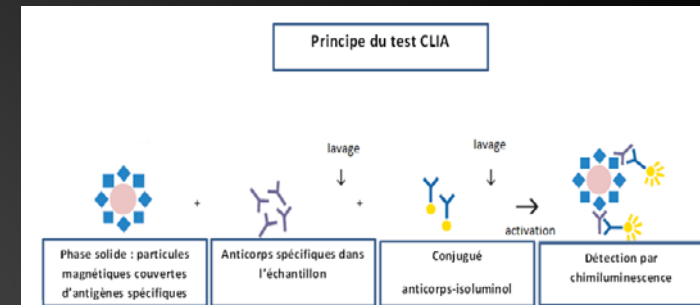 Principe du test CLIA
lavage
lavage
↓
↓
+
+
→
activation
Phase solide : particules
magnétiques couvertes
d'antigènes spécifiques
Anticorps spécifiques dans
l'échantillon
Conjugué
anticorps-isoluminol
Détection par
chimiluminescence